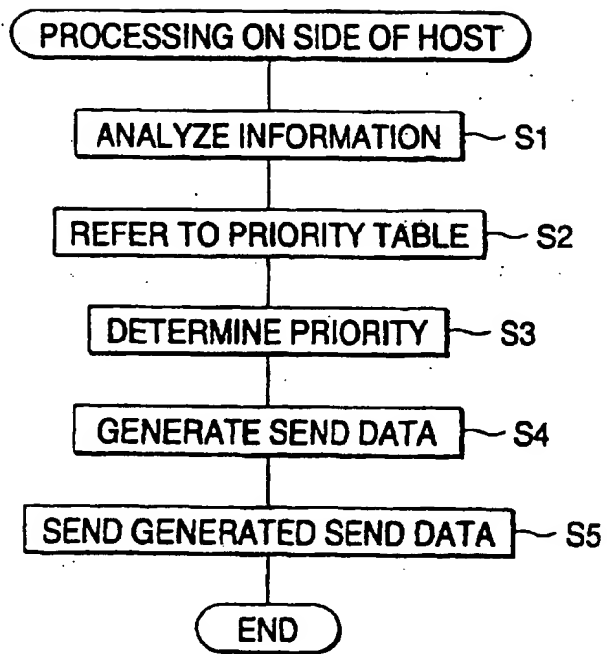 PROCESSING ON SIDE OF HOST
ANALYZE INFORMATION S1
REFER TO PRIORITY TABLE S2
DETERMINE PRIORITY S3
GENERATE SEND DATA S4
SEND GENERATED SEND DATA S5
END